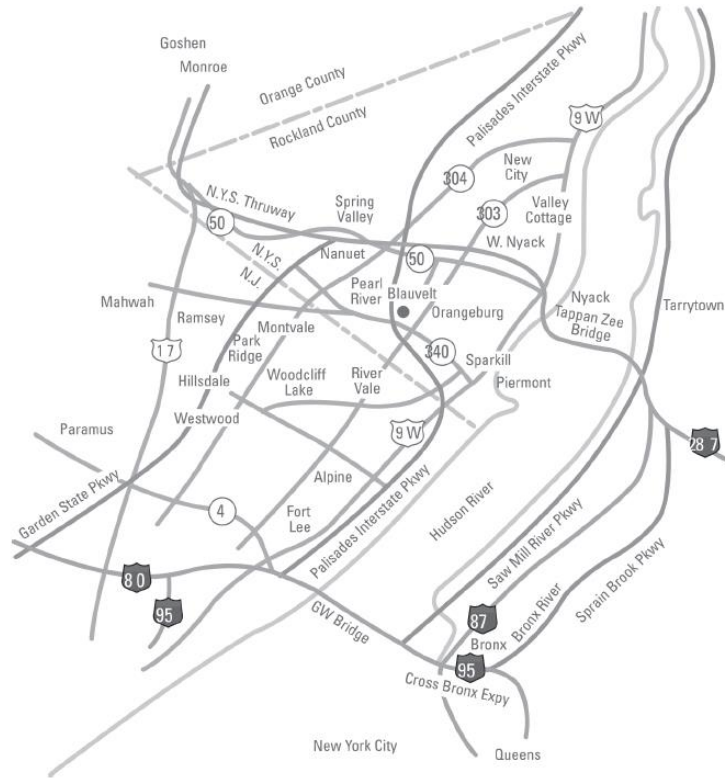 Goshen
Monroe
Orange County
Rockland County
Palisades Interstate Pkwy
9W
304
New
City
N.Y.S. Thruway
Spring
Valley
303
Valley
Cottage
50
W. Nyack
N.Y.S.
N.J.
Nanuet
50
Mahwah
Pearl
River
Blauvelt
Orangeburg
Nyack
Tappan Zee
Bridge
Tarrytown
Ramsey
Montvale
17
Park
Ridge
340
Sparkill
Hillsdale
Woodcliff
Lake
River
Vale
Piermont
Westwood
Paramus
9W
287
Garden State Pkwy
4
Alpine
Fort
Lee
Palisades Interstate Pkwy
Hudson River
Saw Mill River Pkwy
Sprain Brook Pkwy
80
95
GW Bridge
87
Bronx River
Bronx
95
Cross Bronx Expy
New York City
Queens